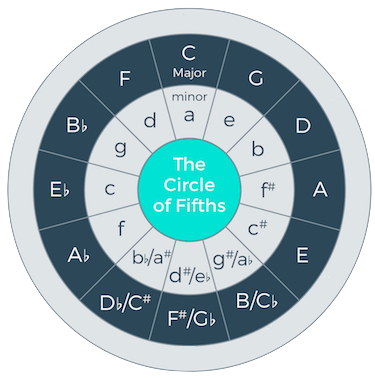 C
Major
G
D
A
E
B/C♭
F#/G♭
D♭/C#
A♭
E♭
B♭
F
minor
a
e
b
f#
c#
g#/a♭
d#/e♭
b♭/a#
f
c
g
d
The
Circle
of Fifths